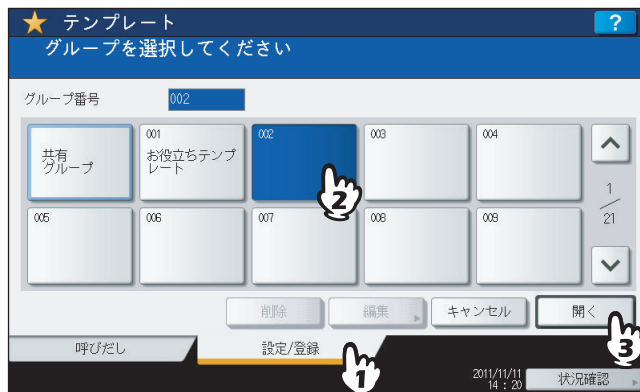 テンプレート
?
グループを選択してください
グループ番号 002
共有
グループ
001
お役立ちテンプ
レート
002
003
004
2
1
21
005
006
007
008
009
削除
編集
キャンセル
開く
3
呼びだし
設定/登録
1
2011/11/11
14 : 20
状況確認